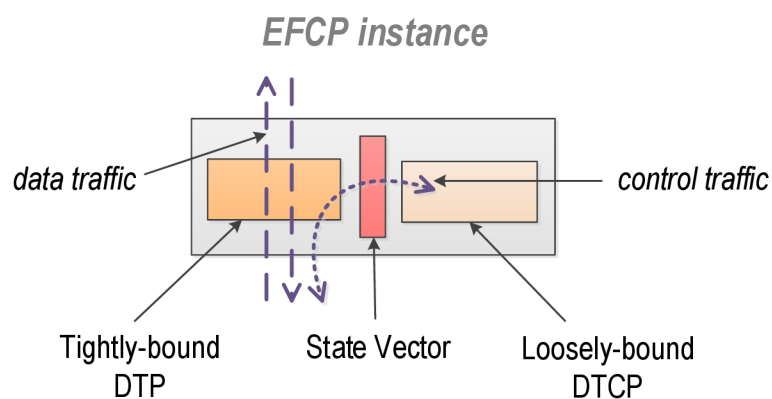 EFCP instance
data traffic
control traffic
Tightly-bound
DTP
State Vector
Loosely-bound
DTCP